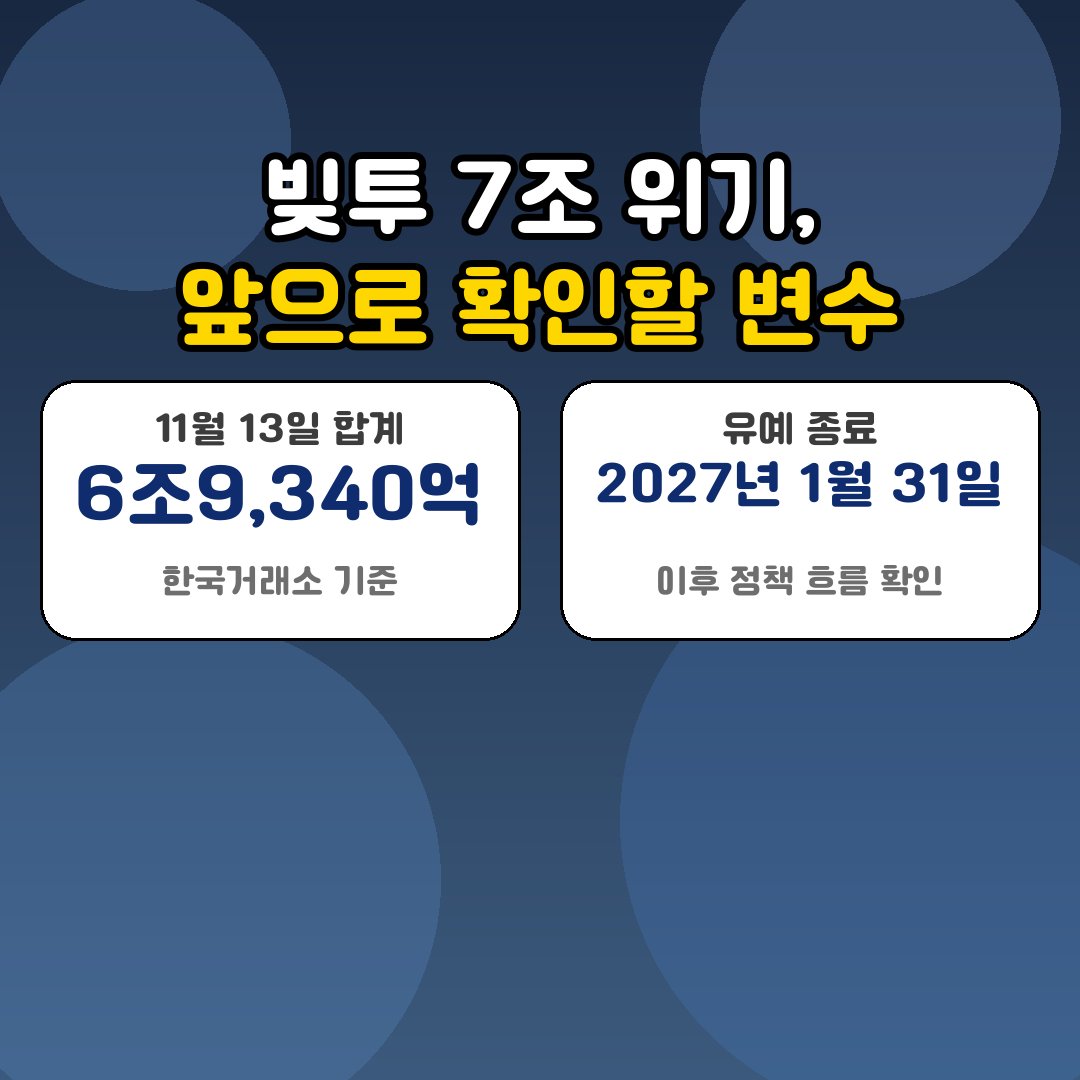 빚투 7조 위기,
앞으로 확인할 변수
11월 13일 합계
6조9,340억
한국거래소 기준
유예 종료
2027년 1월 31일
이후 정책 흐름 확인